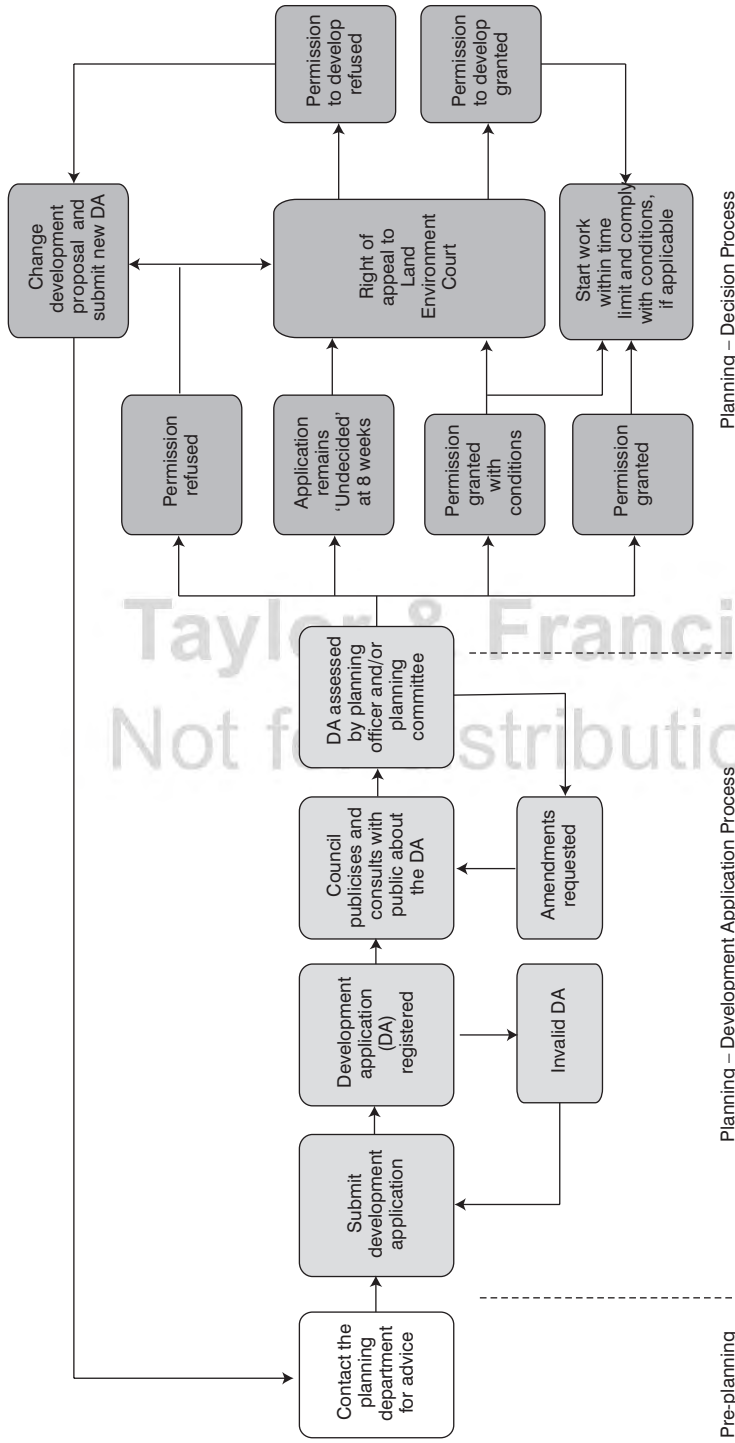 Contact the
planning
department
for advice
Submit
development
application
Development
application
(DA)
registered
Invalid DA
Council
publicises and
consults with
public about
the DA
Amendments
requested
DA assessed
by planning
officer and/or
planning
committee
Permission
refused
Application
remains
'Undecided'
at 8 weeks
Permission
granted
with
conditions
Permission
granted
Change
development
proposal and
submit new DA
Right of
appeal to
Land
Environment
Court
Start work
within time
limit and comply
with conditions,
if applicable
Permission
to develop
refused
Permission
to develop
granted
Pre-planning
Planning – Development Application Process
Planning – Decision Process
Taylor & Franci
Not for distributio